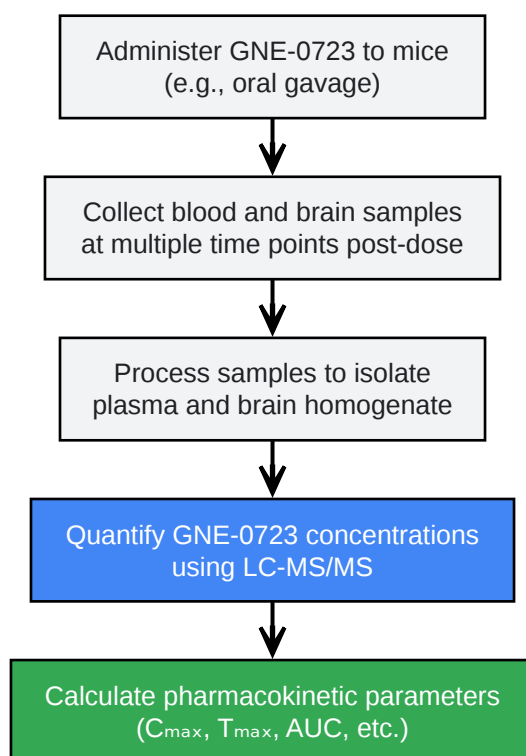 Administer GNE-0723 to mice
(e.g., oral gavage)
Collect blood and brain samples
at multiple time points post-dose
Process samples to isolate
plasma and brain homogenate
Quantify GNE-0723 concentrations
using LC-MS/MS
Calculate pharmacokinetic parameters
(Cₘₐₓ, Tₘₐₓ, AUC, etc.)